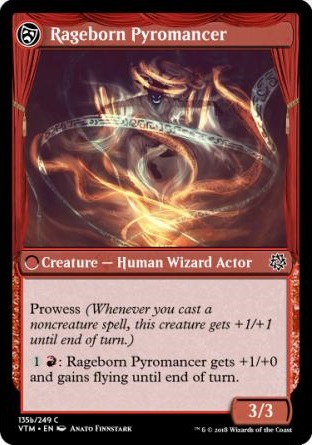 Rageborn Pyromancer
Creature — Human Wizard Actor
Prowess (Whenever you cast a
noncreature spell, this creature gets +1/+1
until end of turn.)
1 R: Rageborn Pyromancer gets +1/+0
and gains flying until end of turn.
3/3
135b/249 C
VTM • EN Anato Finnstark
™ & © 2018 Wizards of the Coast